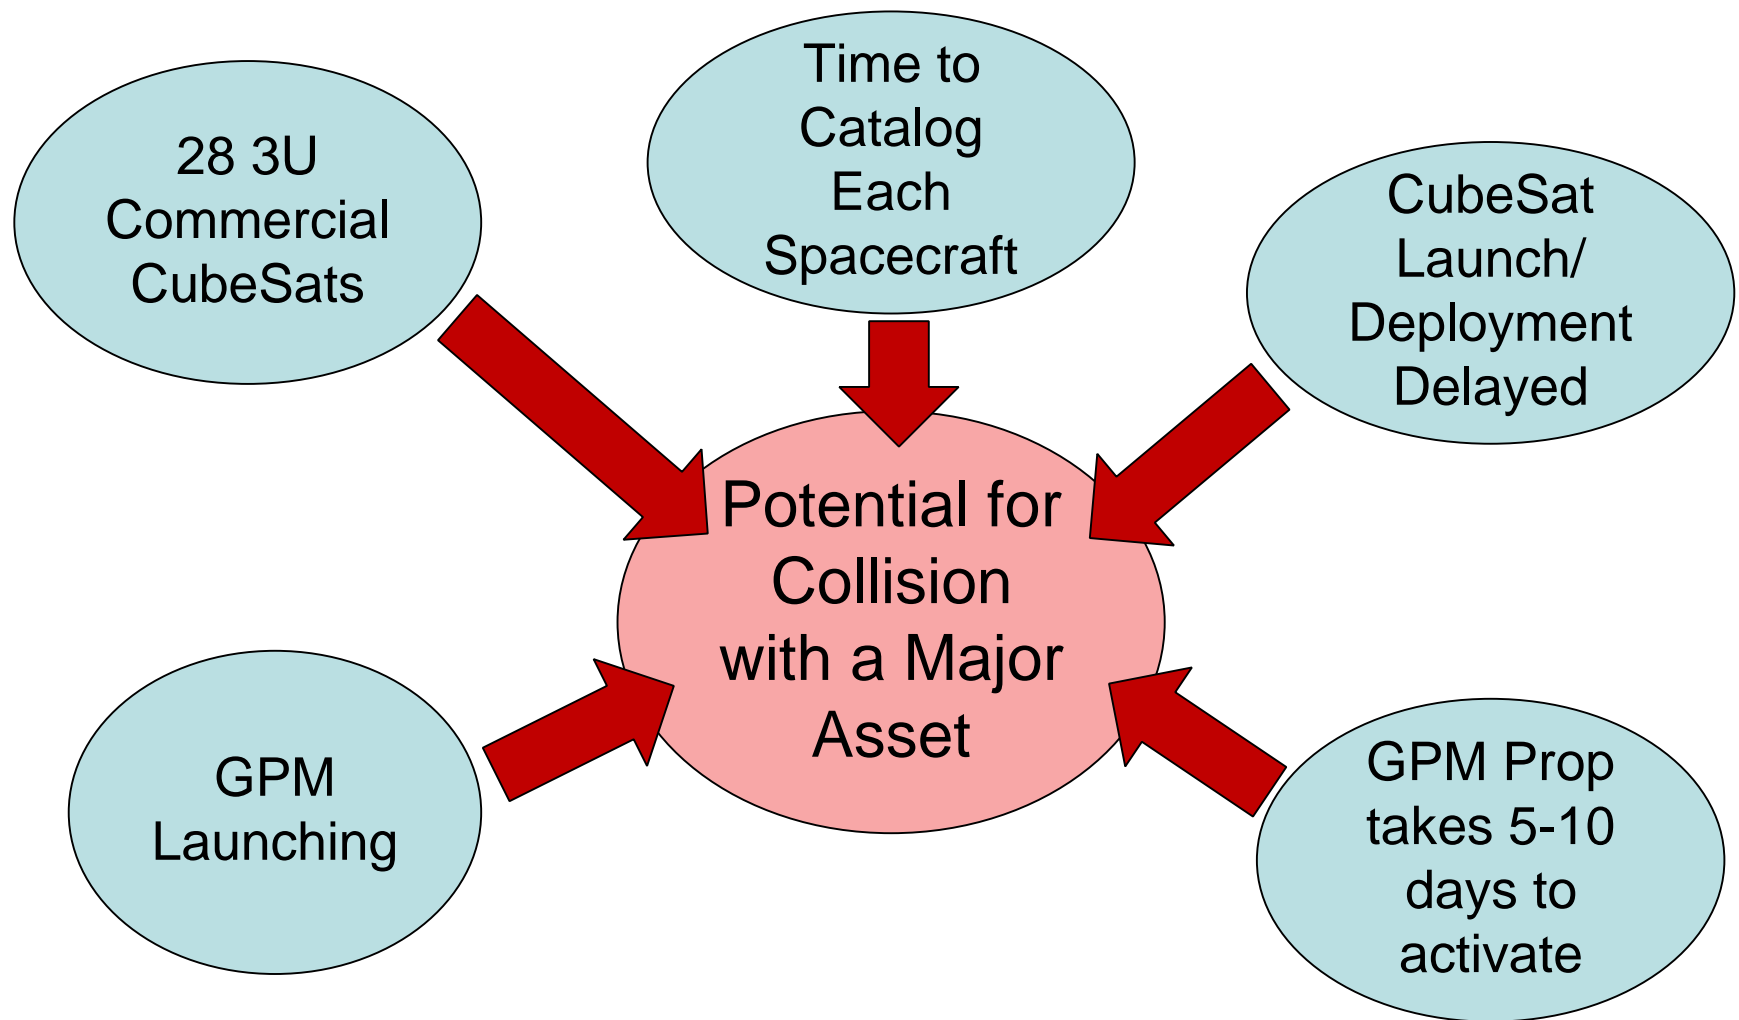 28 3U
Commercial
CubeSats
Time to
Catalog
Each
Spacecraft
CubeSat
Launch/
Deployment
Delayed
Potential for
Collision
with a Major
Asset
GPM
Launching
GPM Prop
takes 5-10
days to
activate